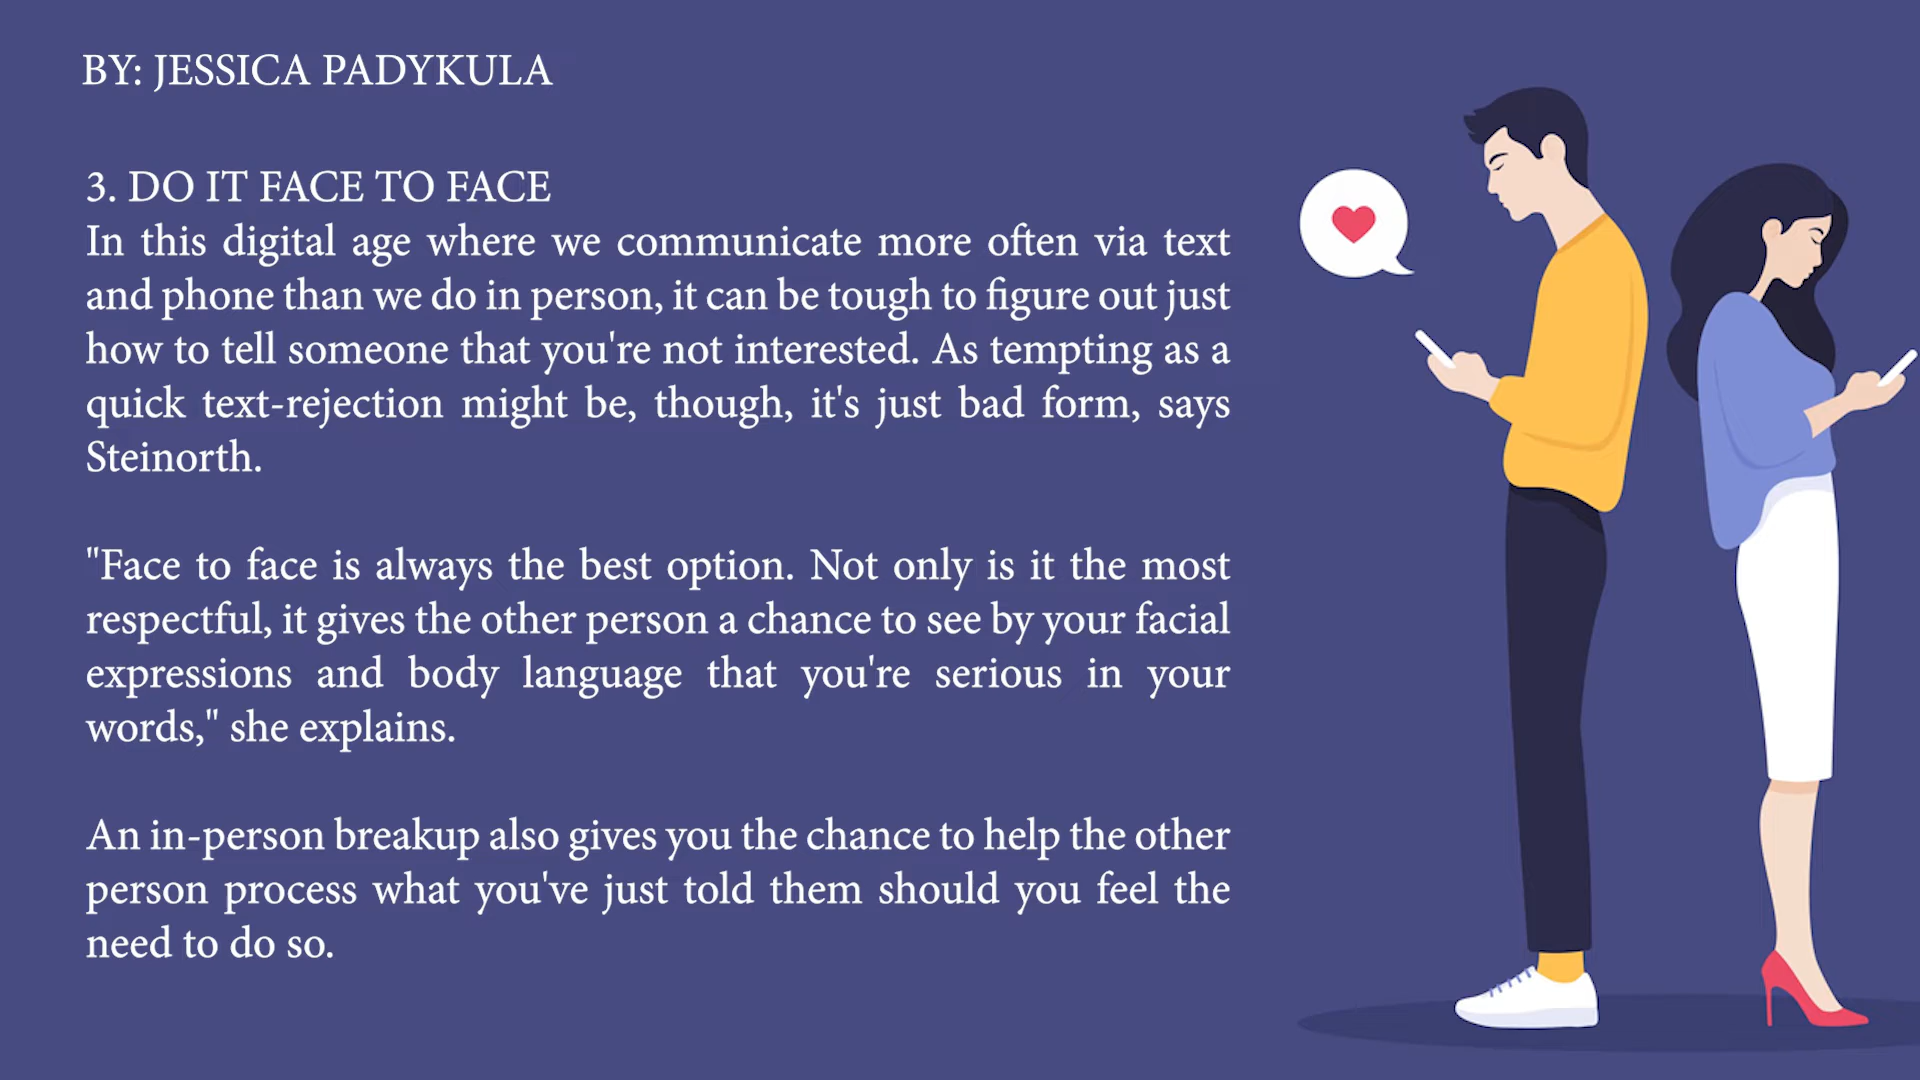 BY: JESSICA PADYKULA
3. DO IT FACE TO FACE
In this digital age where we communicate more often via text
and phone than we do in person, it can be tough to figure out just
how to tell someone that you're not interested. As tempting as a
quick text-rejection might be, though, it's just bad form, says
Steinorth.
"Face to face is always the best option. Not only is it the most
respectful, it gives the other person a chance to see by your facial
expressions and body language that you're serious in your
words," she explains.
An in-person breakup also gives you the chance to help the other
person process what you've just told them should you feel the
need to do so.